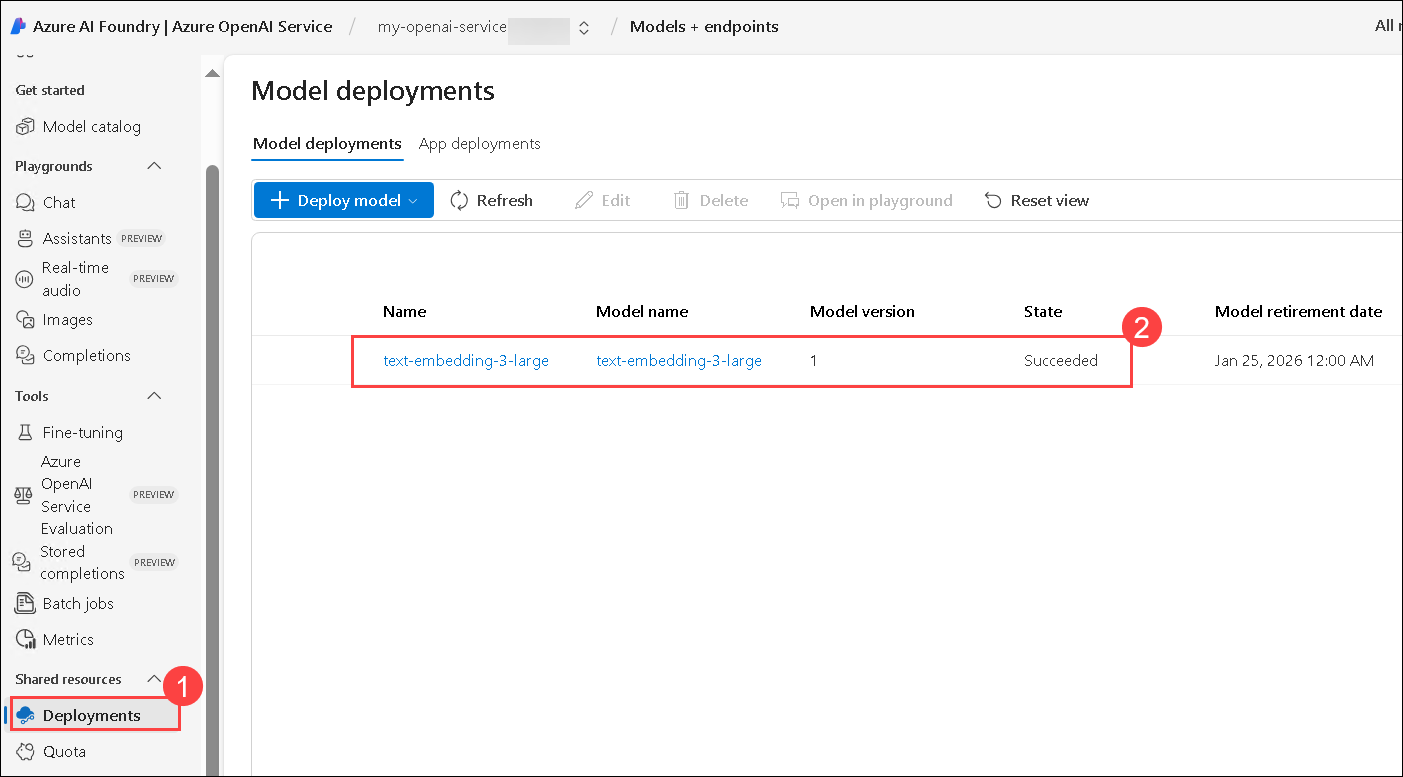 Azure AI Foundry | Azure OpenAI Service / my-openai-service / Models + endpoints
All
Get started
Model catalog
Playgrounds
Chat
Assistants PREVIEW
Real-time
audio
PREVIEW
Images
Completions
Tools
Fine-tuning
Azure
OpenAI
Service
Evaluation
PREVIEW
Stored
completions
PREVIEW
Batch jobs
Metrics
Shared resources
1
Deployments
Quota
Model deployments
Model deployments App deployments
+ Deploy model Refresh Edit Delete Open in playground Reset view
Name Model name Model version State Model retirement date
2
text-embedding-3-large text-embedding-3-large 1 Succeeded Jan 25, 2026 12:00 AM